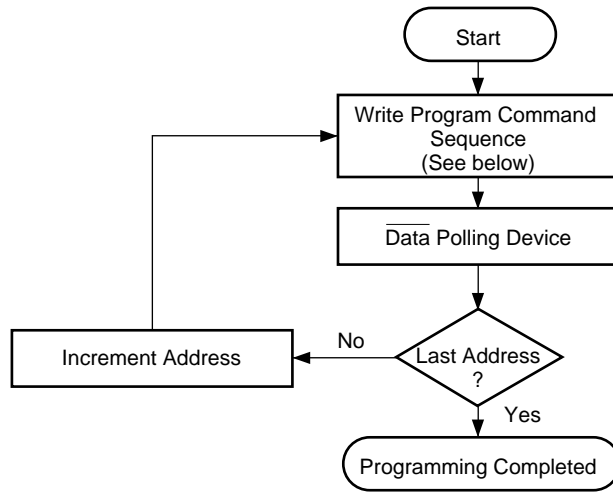 Start
Write Program Command
Sequence
(See below)
Data Polling Device
Increment Address
No
Last Address
?
Yes
Programming Completed